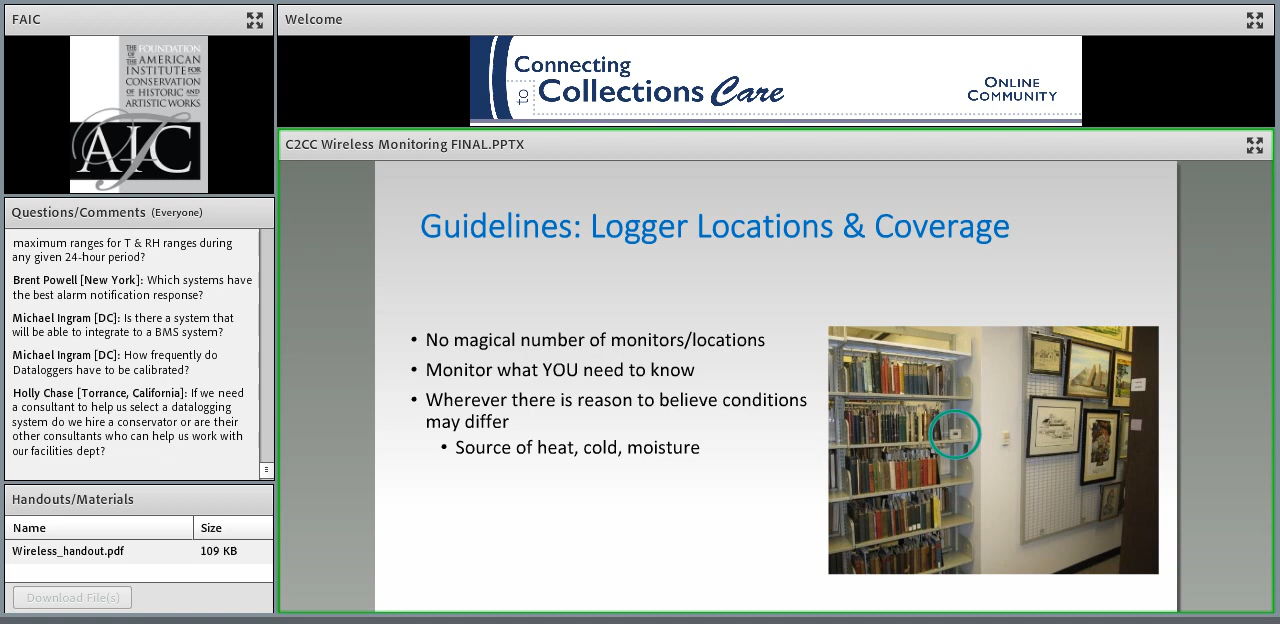 FAIC
THE FOUNDATION
OF THE AMERICAN
INSTITUTE FOR
CONSERVATION
OF HISTORIC AND
ARTISTIC WORKS
FAIC
Questions/Comments (Everyone)
maximum ranges for T & RH ranges during
any given 24-hour period?
Brent Powell [New York]: Which systems have
the best alarm notification response?
Michael Ingram [DC]: Is there a system that
will be able to integrate to a BMS system?
Michael Ingram [DC]: How frequently do
Dataloggers have to be calibrated?
Holly Chase [Torrance, California]: If we need
a consultant to help us select a datalogging
system do we hire a conservator or are their
other consultants who can help us work with
our facilities dept?
Handouts/Materials
Name Size
Wireless_handout.pdf 109 KB
Download File(s)
Welcome
Connecting
to Collections Care
ONLINE
COMMUNITY
C2CC Wireless Monitoring FINAL.PPTX
Guidelines: Logger Locations & Coverage
• No magical number of monitors/locations
• Monitor what YOU need to know
• Wherever there is reason to believe conditions
may differ
• Source of heat, cold, moisture